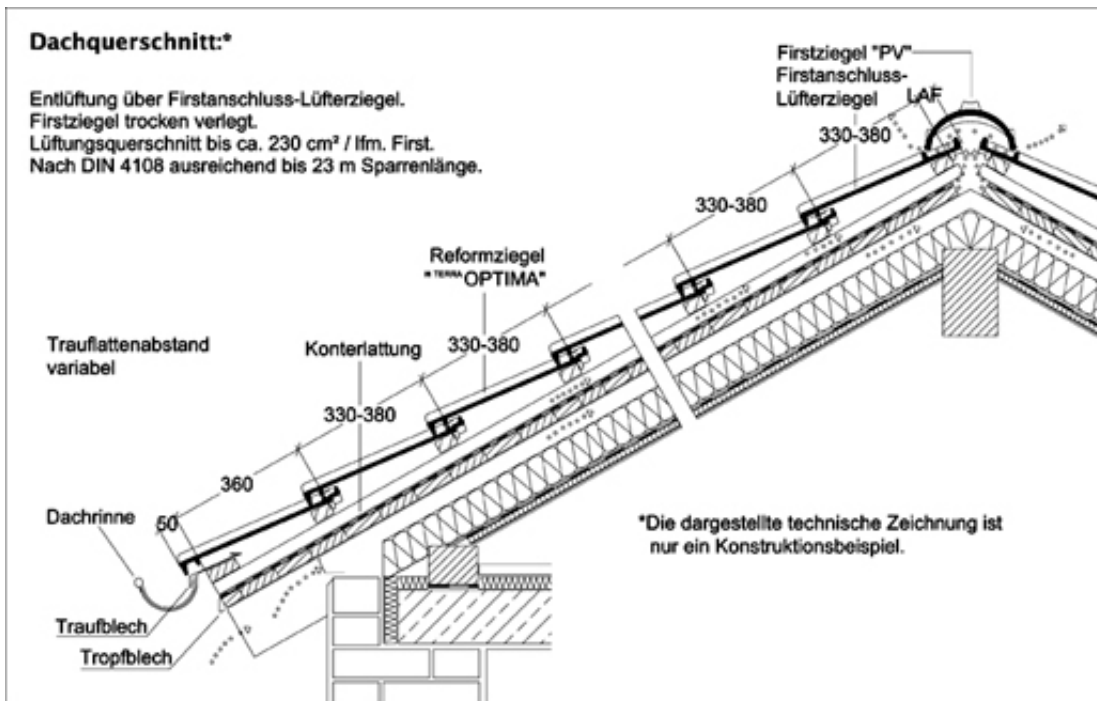 Dachquerschnitt:*
Entlüftung über Firstanschluss-Lüfterziegel.
Firstziegel trocken verlegt.
Lüftungsquerschnitt bis ca. 230 cm² / lfm. First.
Nach DIN 4108 ausreichend bis 23 m Sparrenlänge.
Firstziegel "PV"
Firstanschluss-
Lüfterziegel
LAF
330-380
330-380
Reformziegel
"TERRA OPTIMA"
Trauflattenabstand
variabel
Konterlattung
330-380
330-380
360
50
Dachrinne
*Die dargestellte technische Zeichnung ist
nur ein Konstruktionsbeispiel.
Traufblech
Tropfblech